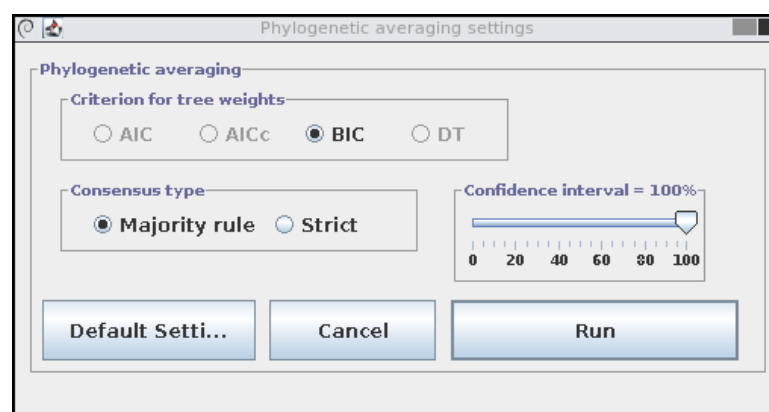 Phylogenetic averaging settings
Phylogenetic averaging
Criterion for tree weights
AIC AICc BIC DT
Consensus type
Majority rule Strict
Confidence interval = 100%
0 20 40 60 80 100
Default Setti... Cancel Run